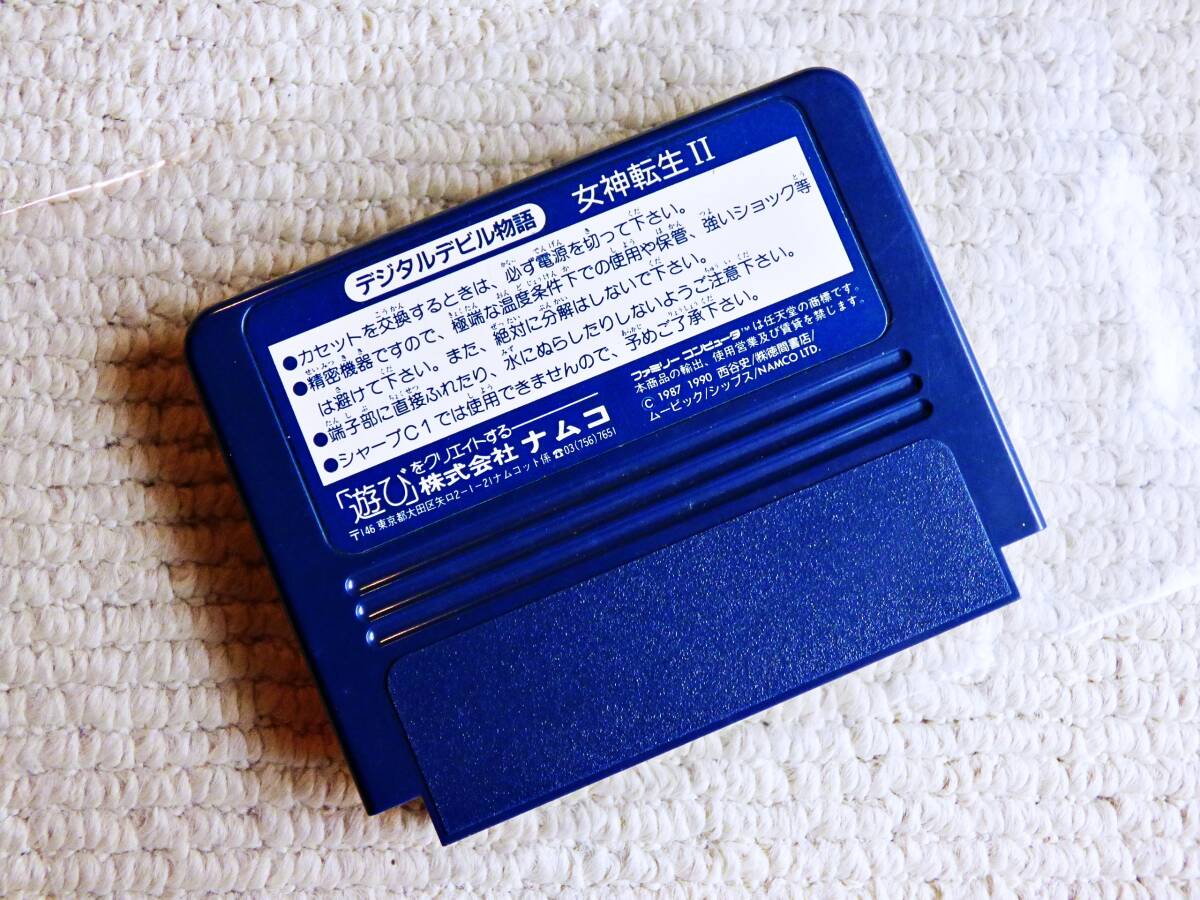 デジタルデビル物語 女神転生II
●カセットを交換するときは、必ず電源を切って下さい。
●精密機器ですので、極端な温度条件下での使用や保管、強いショック等
は避けて下さい。また、絶対に分解はしないで下さい。
●端子部に直接ふれたり、水にぬらしたりしないようご注意下さい。
●シャープC1では使用できませんので、予めご了承下さい。
「遊び」をクリエイトする
株式会社ナムコ
〒146 東京都大田区矢口2-1-21ナムコット係 ☎03(756)7651
ファミリーコンピュータ™は任天堂の商標です。
本商品の輸出、使用営業及び賃貸を禁じます。
© 1987 1990 西谷史/㈱徳間書店/
ムービック/シップス/NAMCO LTD.